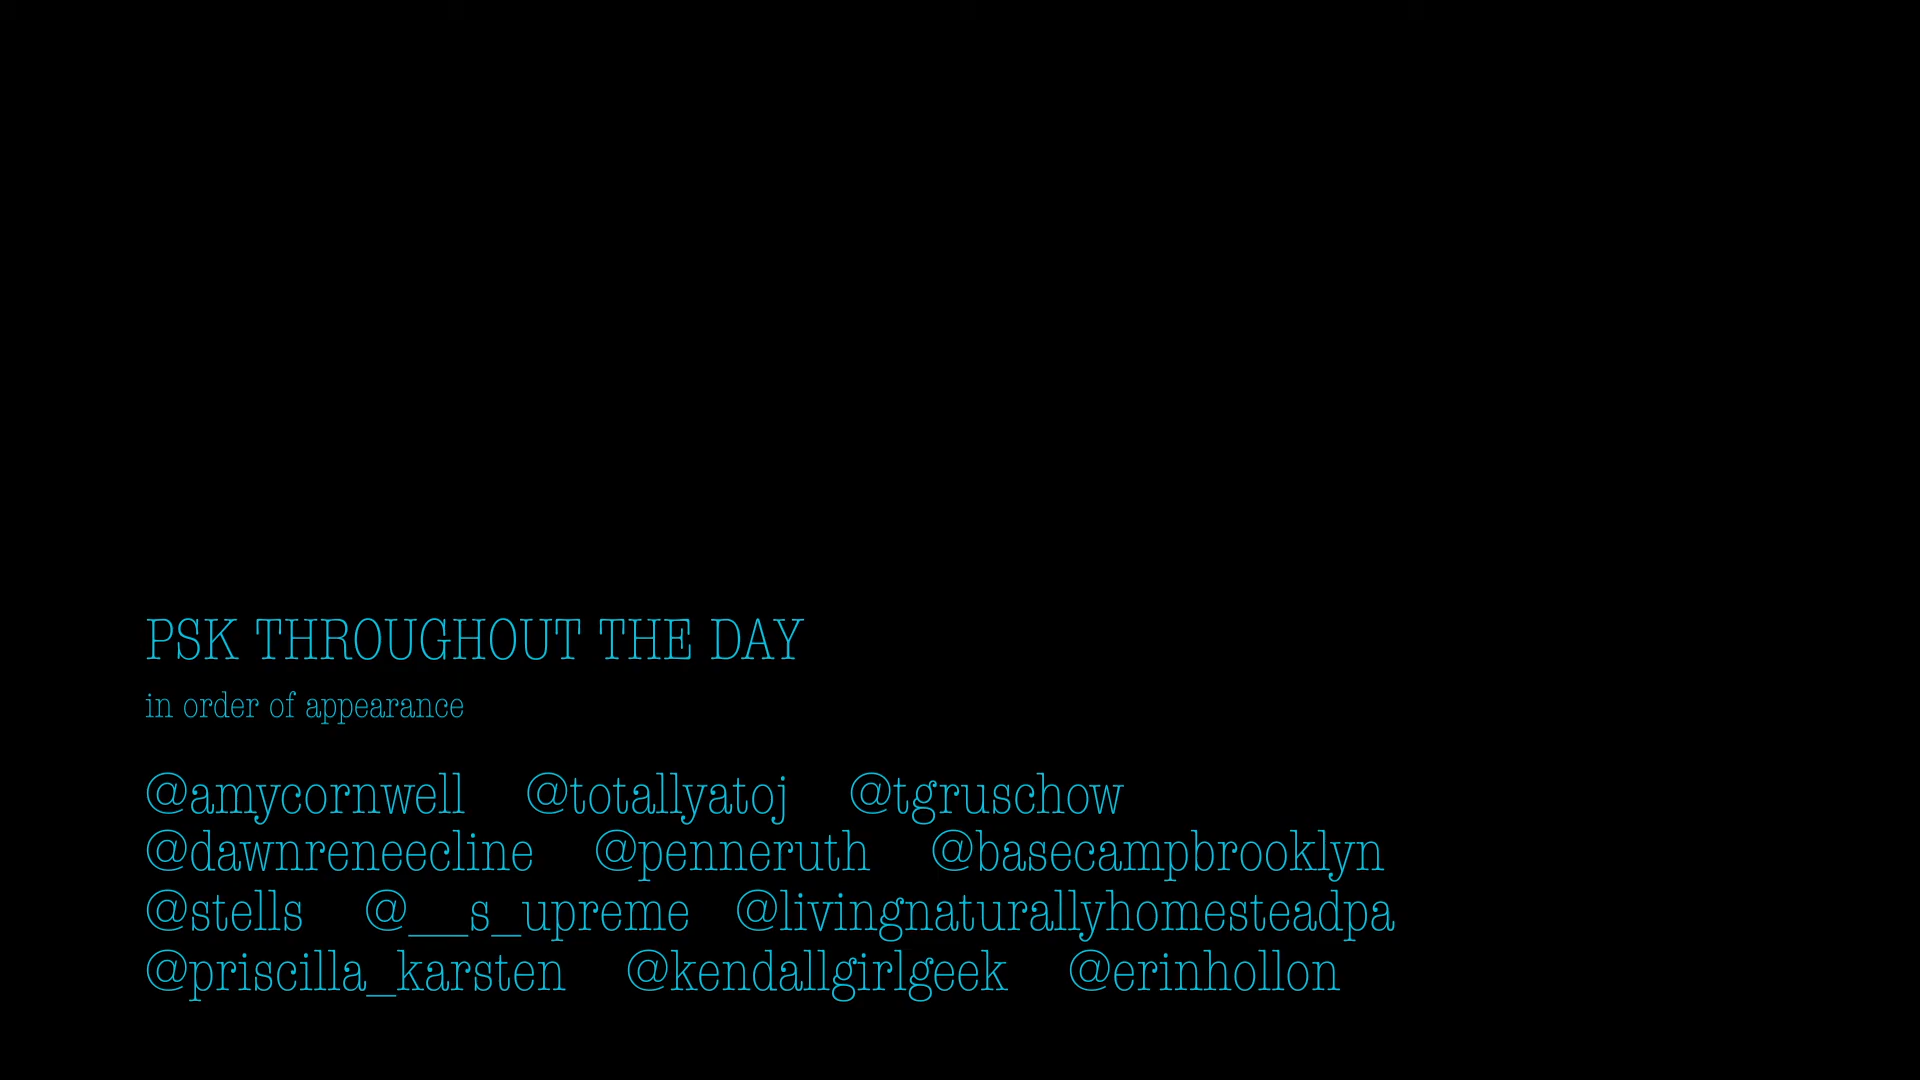 PSK THROUGHOUT THE DAY
in order of appearance
@amycornwell @totallyatoj @tgruschow
@dawnreneecline @penneruth @basecampbrooklyn
@stells @__s_upreme @livingnaturallyhomesteadpa
@priscilla_karsten @kendallgirlgeek @erinhollon